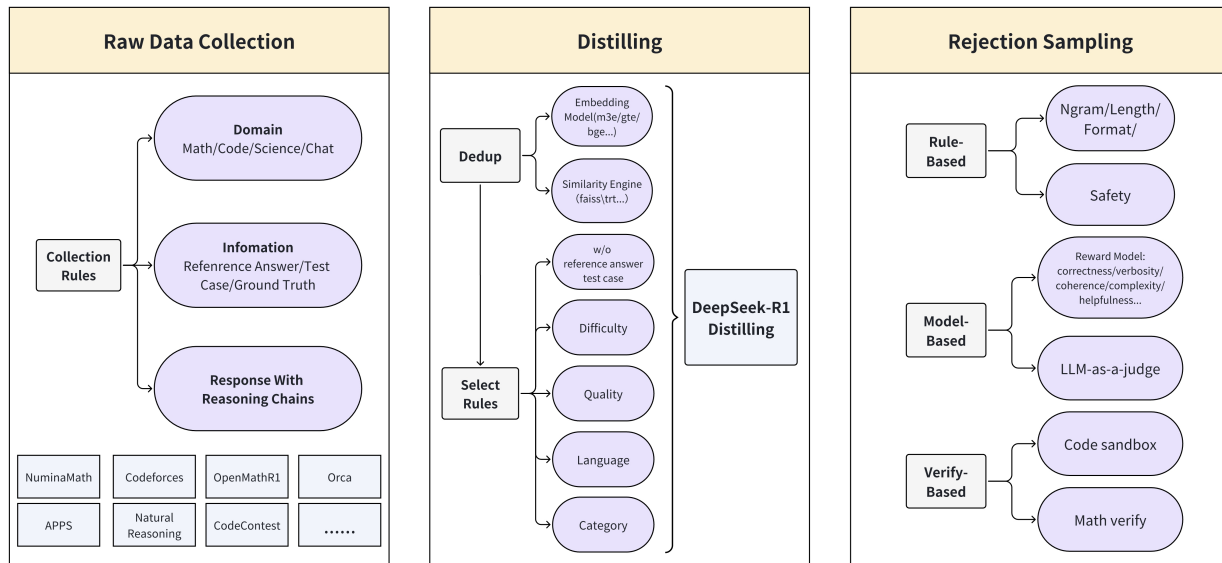 Raw Data Collection
Domain
Math/Code/Science/Chat
Collection
Rules
Infomation
Refenrence Answer/Test
Case/Ground Truth
Response With
Reasoning Chains
NuminaMath
Codeforces
OpenMathR1
Orca
APPS
Natural
Reasoning
CodeContest
......
Distilling
Dedup
Embedding
Model(m3e/gte/
bge...)
Similarity Engine
(faiss\trt...)
Select
Rules
w/o
reference answer
test case
Difficulty
Quality
Language
Category
DeepSeek-R1
Distilling
Rejection Sampling
Rule-
Based
Ngram/Length/
Format/
Safety
Model-
Based
Reward Model:
correctness/verbosity/
coherence/complexity/
helpfulness...
LLM-as-a-judge
Verify-
Based
Code sandbox
Math verify